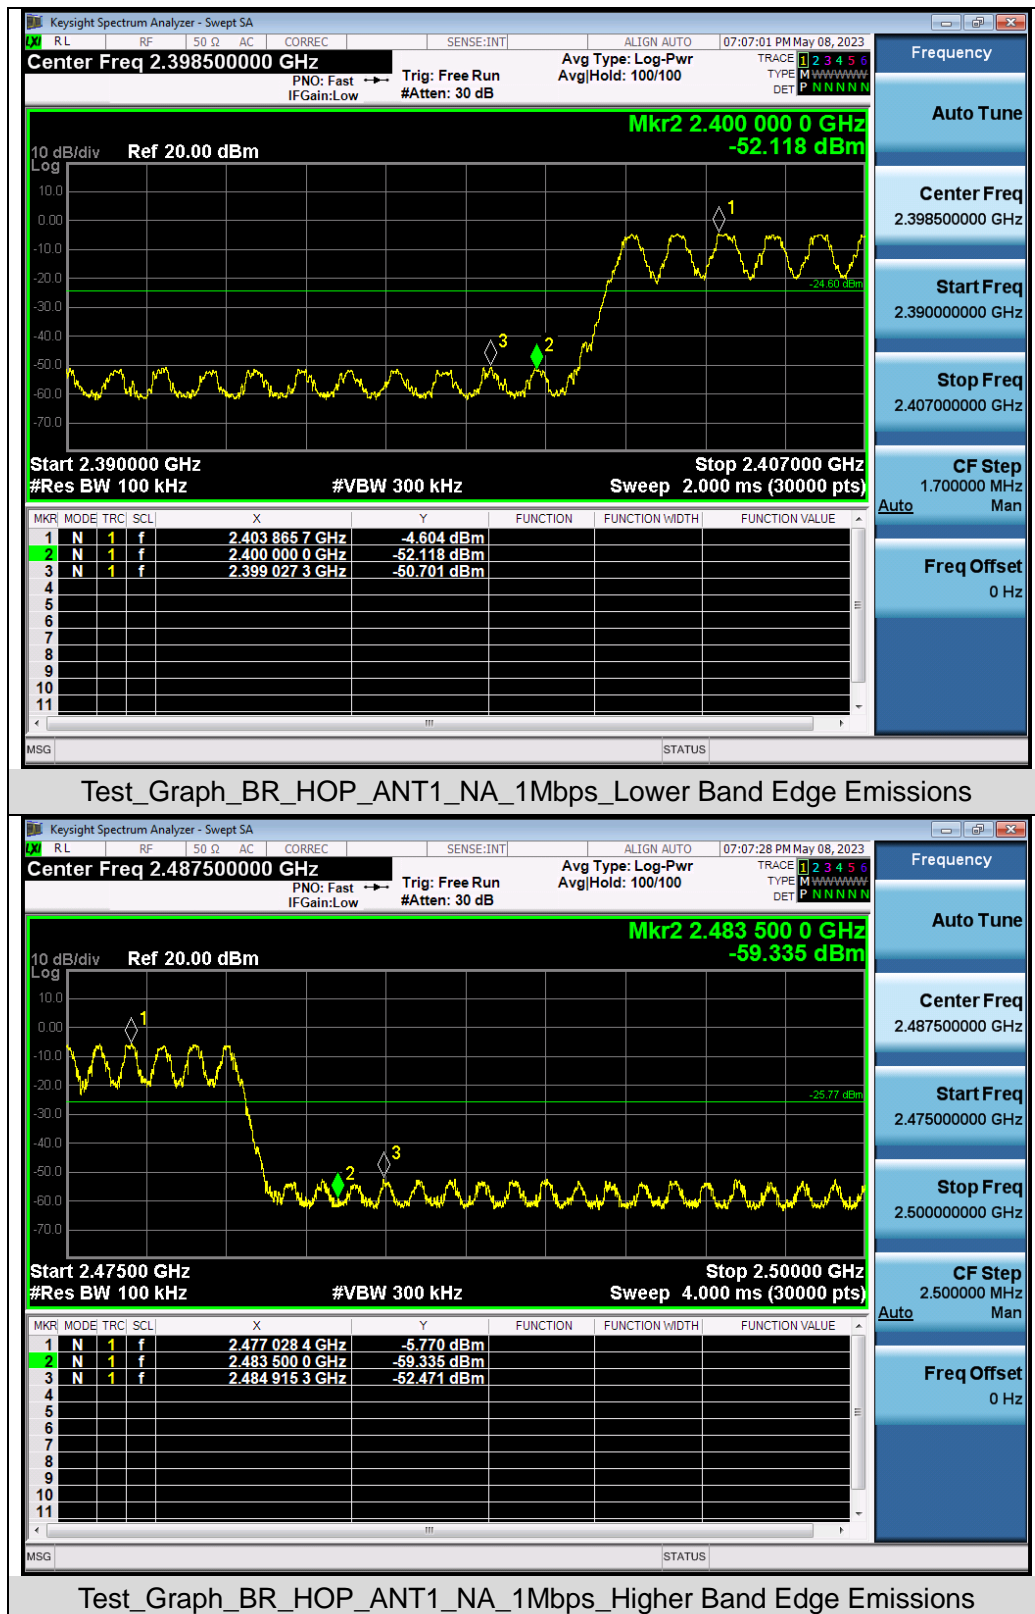 Keysight Spectrum Analyzer - Swept SA
LXI RL RF 50 Ω AC CORREC SENSE:INT ALIGN AUTO 07:07:01 PM May 08, 2023
Center Freq 2.398500000 GHz
PNO: Fast
IFGain:Low
Trig: Free Run
#Atten: 30 dB
Avg Type: Log-Pwr
Avg|Hold: 100/100
TRACE 1 2 3 4 5 6
TYPE M WWWWW
DET P N N N N N
Mkr2 2.400 000 0 GHz
-52.118 dBm
10 dB/div Ref 20.00 dBm
Log
10.0
0.00
-10.0
-20.0
-30.0
-40.0
-50.0
-60.0
-70.0
1
-24.60 dBm
3
2
Start 2.390000 GHz Stop 2.407000 GHz
#Res BW 100 kHz #VBW 300 kHz Sweep 2.000 ms (30000 pts)
MKR MODE TRC SCL X Y FUNCTION FUNCTION WIDTH FUNCTION VALUE
1 N 1 f 2.403 865 7 GHz -4.604 dBm
2 N 1 f 2.400 000 0 GHz -52.118 dBm
3 N 1 f 2.399 027 3 GHz -50.701 dBm
4
5
6
7
8
9
10
11
MSG STATUS
Frequency
Auto Tune
Center Freq
2.398500000 GHz
Start Freq
2.390000000 GHz
Stop Freq
2.407000000 GHz
CF Step
1.700000 MHz
Auto Man
Freq Offset
0 Hz
Test_Graph_BR_HOP_ANT1_NA_1Mbps_Lower Band Edge Emissions
Keysight Spectrum Analyzer - Swept SA
LXI RL RF 50 Ω AC CORREC SENSE:INT ALIGN AUTO 07:07:28 PM May 08, 2023
Center Freq 2.487500000 GHz
PNO: Fast
IFGain:Low
Trig: Free Run
#Atten: 30 dB
Avg Type: Log-Pwr
Avg|Hold: 100/100
TRACE 1 2 3 4 5 6
TYPE M WWWWW
DET P N N N N N
Mkr2 2.483 500 0 GHz
-59.335 dBm
10 dB/div Ref 20.00 dBm
Log
10.0
0.00
-10.0
-20.0
-30.0
-40.0
-50.0
-60.0
-70.0
1
-25.77 dBm
3
2
Start 2.47500 GHz Stop 2.50000 GHz
#Res BW 100 kHz #VBW 300 kHz Sweep 4.000 ms (30000 pts)
MKR MODE TRC SCL X Y FUNCTION FUNCTION WIDTH FUNCTION VALUE
1 N 1 f 2.477 028 4 GHz -5.770 dBm
2 N 1 f 2.483 500 0 GHz -59.335 dBm
3 N 1 f 2.484 915 3 GHz -52.471 dBm
4
5
6
7
8
9
10
11
MSG STATUS
Frequency
Auto Tune
Center Freq
2.487500000 GHz
Start Freq
2.475000000 GHz
Stop Freq
2.500000000 GHz
CF Step
2.500000 MHz
Auto Man
Freq Offset
0 Hz
Test_Graph_BR_HOP_ANT1_NA_1Mbps_Higher Band Edge Emissions